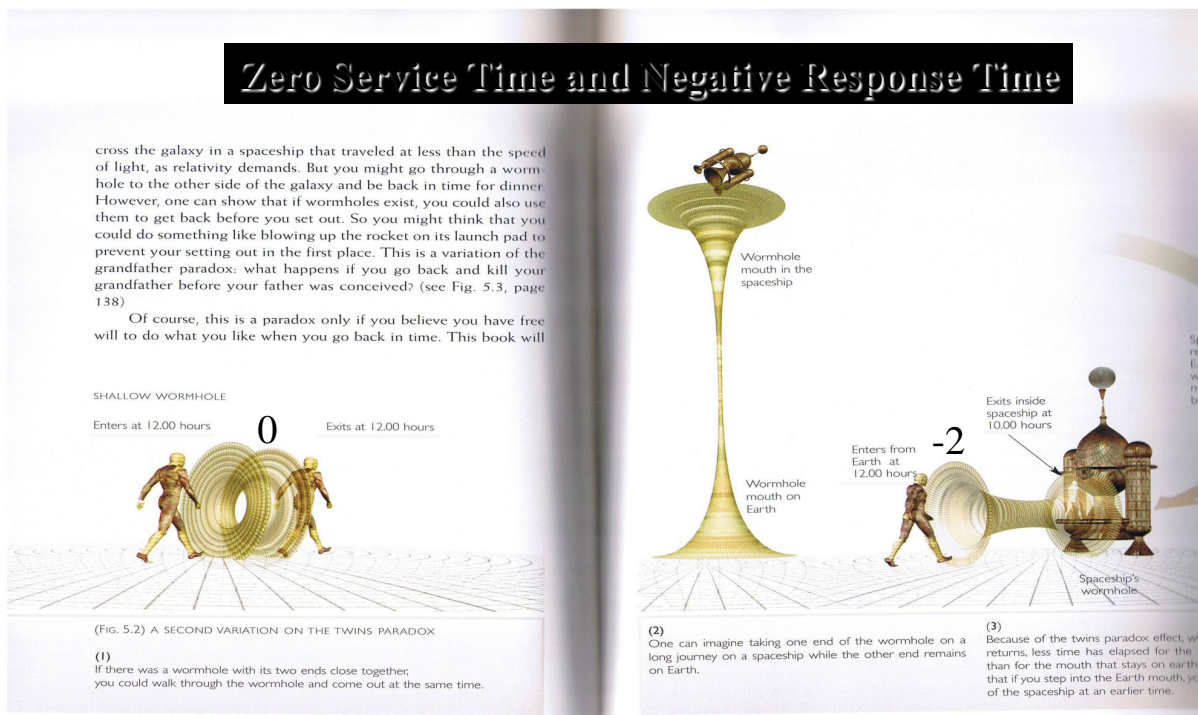 Zero Service Time and Negative Response Time
cross the galaxy in a spaceship that traveled at less than the speed
of light, as relativity demands. But you might go through a worm-
hole to the other side of the galaxy and be back in time for dinner.
However, one can show that if wormholes exist, you could also use
them to get back before you set out. So you might think that you
could do something like blowing up the rocket on its launch pad to
prevent your setting out in the first place. This is a variation of the
grandfather paradox: what happens if you go back and kill your
grandfather before your father was conceived? (see Fig. 5.3, page
138)
Of course, this is a paradox only if you believe you have free
will to do what you like when you go back in time. This book will
SHALLOW WORMHOLE
Enters at 12.00 hours
0
Exits at 12.00 hours
(FIG. 5.2) A SECOND VARIATION ON THE TWINS PARADOX
(1)
If there was a wormhole with its two ends close together,
you could walk through the wormhole and come out at the same time.
Wormhole
mouth in the
spaceship
Wormhole
mouth on
Earth
Enters from
Earth at
12.00 hours
-2
Exits inside
spaceship at
10.00 hours
Spaceship's
wormhole
(2)
One can imagine taking one end of the wormhole on a
long journey on a spaceship while the other end remains
on Earth.
(3)
Because of the twins paradox effect,
returns, less time has elapsed for the
than for the mouth that stays on earth
that if you step into the Earth mouth,
of the spaceship at an earlier time.